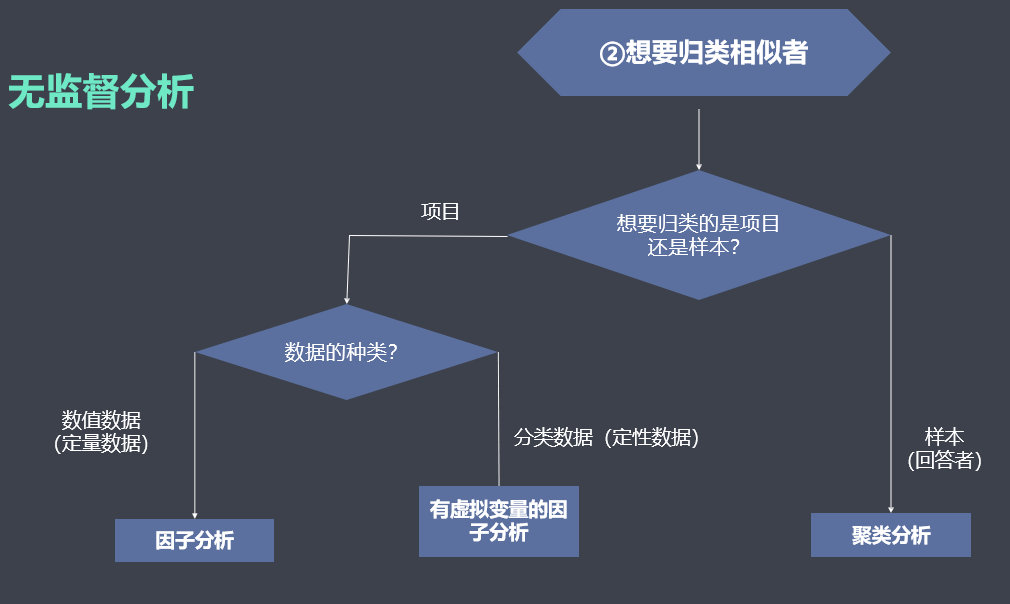 ②想要归类相似者
无监督分析
项目
想要归类的是项目
还是样本?
数据的种类?
数值数据
(定量数据)
分类数据（定性数据）
样本
(回答者)
有虚拟变量的因
子分析
因子分析
聚类分析